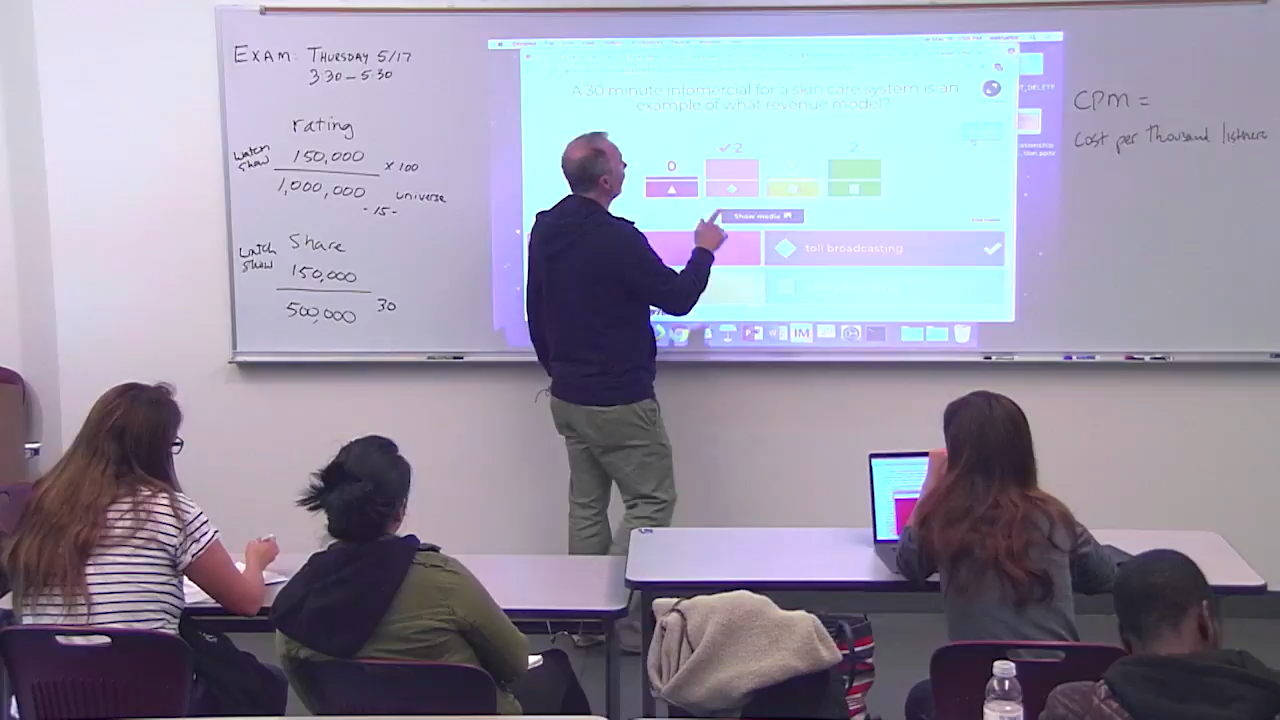 EXAM: THURSDAY 5/17
3:30 – 5:30
rating
watch show
150,000
1,000,000
× 100
universe
- 15 -
Share
watch show
150,000
500,000
30
A 30 minute infomercial for a skin care system is an
example of what revenue model?
0
2
2
Show media
toll broadcasting
IM
CPM =
Cost per thousand listeners